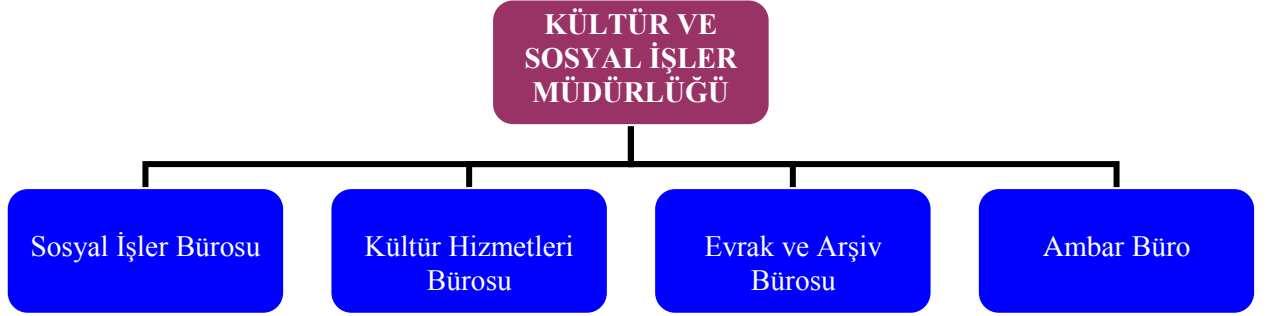 KÜLTÜR VE
SOSYAL İŞLER
MÜDÜRLÜĞÜ
Sosyal İşler Bürosu
Kültür Hizmetleri
Bürosu
Evrak ve Arşiv
Bürosu
Ambar Büro